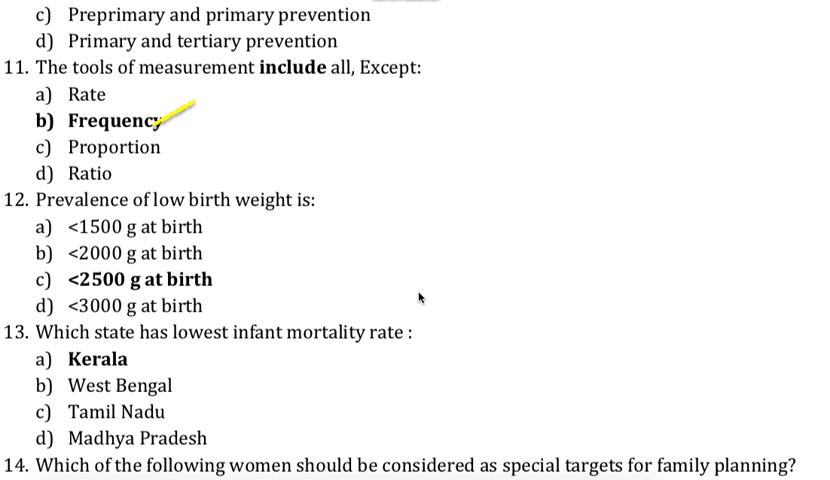 c) Preprimary and primary prevention
d) Primary and tertiary prevention
11. The tools of measurement include all, Except:
a) Rate
b) Frequency
c) Proportion
d) Ratio
12. Prevalence of low birth weight is:
a) <1500 g at birth
b) <2000 g at birth
c) <2500 g at birth
d) <3000 g at birth
13. Which state has lowest infant mortality rate :
a) Kerala
b) West Bengal
c) Tamil Nadu
d) Madhya Pradesh
14. Which of the following women should be considered as special targets for family planning?